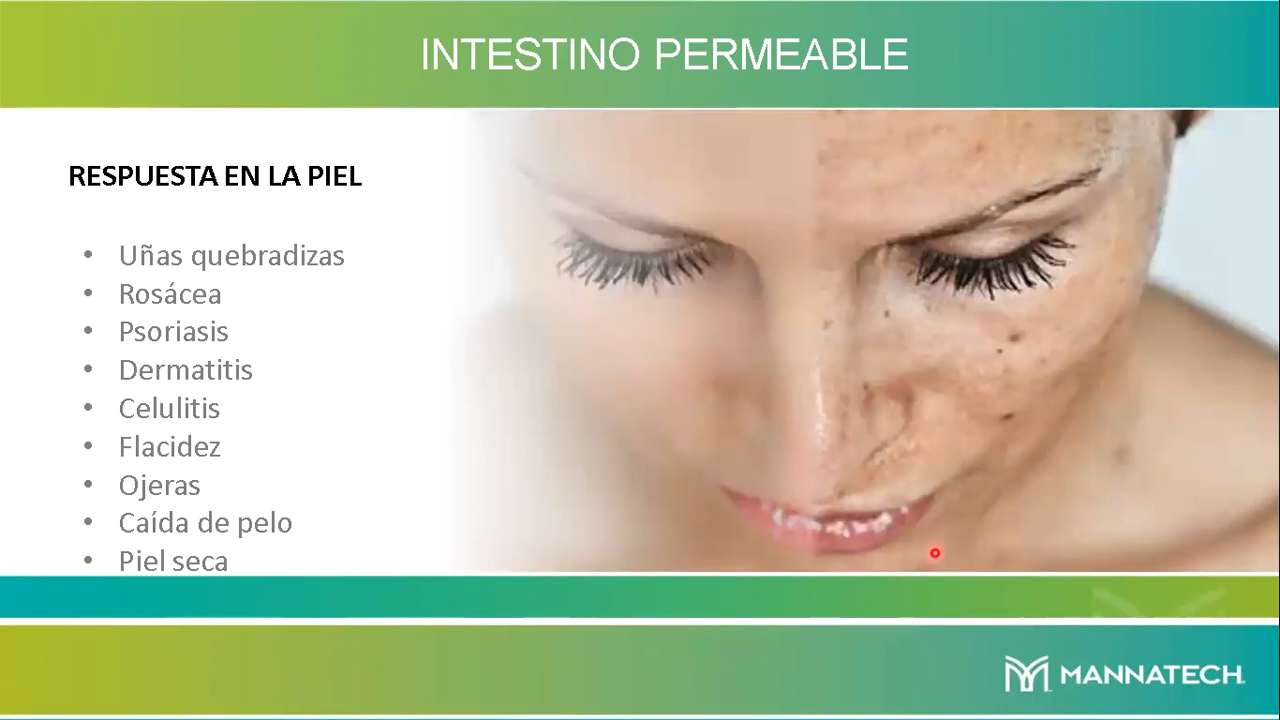 INTESTINO PERMEABLE
RESPUESTA EN LA PIEL
• Uñas quebradizas
• Rosácea
• Psoriasis
• Dermatitis
• Celulitis
• Flacidez
• Ojeras
• Caída de pelo
• Piel seca
MANNATECH